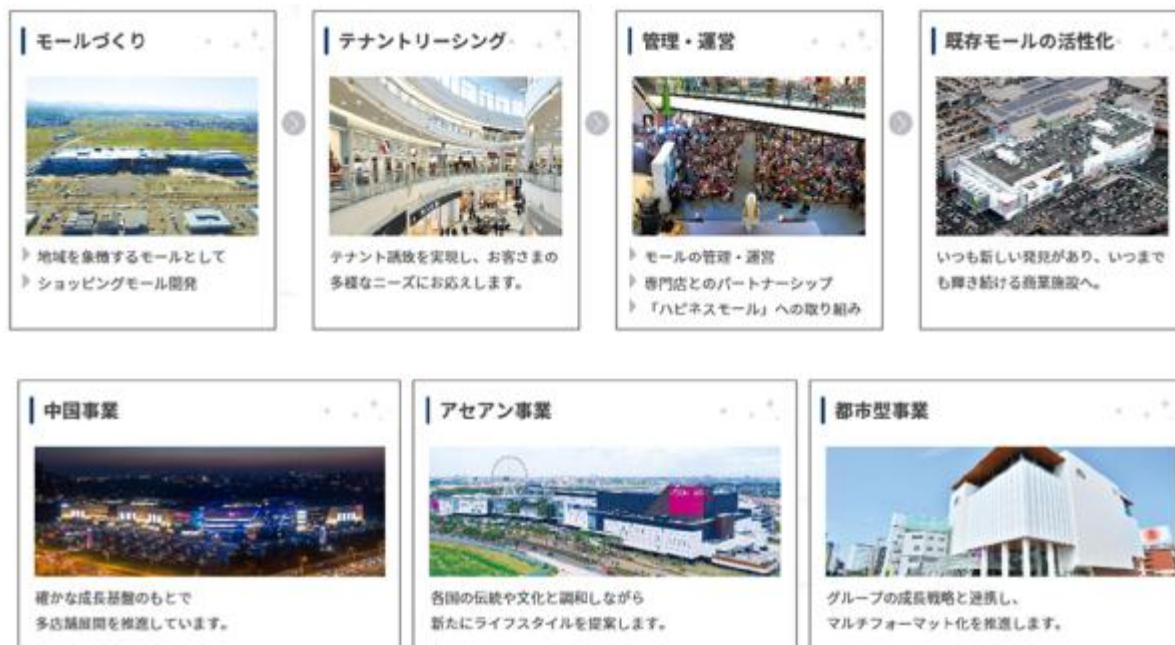 モールづくり
地域を象徴するモールとして
ショッピングモール開発
テナントリーシング
テナント誘致を実現し、お客さまの
多様なニーズにお応えします。
管理・運営
モールの管理・運営
専門店とのパートナーシップ
「ハピネスモール」への取り組み
既存モールの活性化
いつも新しい発見があり、いつまで
も輝き続ける商業施設へ。
中国事業
確かな成長基盤のもとで
多店舗展開を推進しています。
アセアン事業
各国の伝統や文化と調和しながら
新たにライフスタイルを提案します。
都市型事業
グループの成長戦略と連携し、
マルチフォーマット化を推進します。